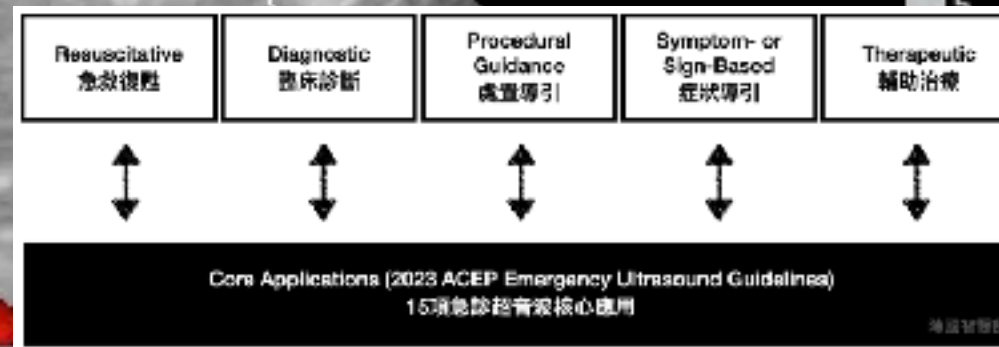 Resuscitative
急救復甦
Diagnostic
臨床診斷
Procedural
Guidance
處置導引
Symptom- or
Sign-Based
症狀導引
Therapeutic
輔助治療
Core Applications (2023 ACEP Emergency Ultrasound Guidelines)
15項急診超音波核心應用